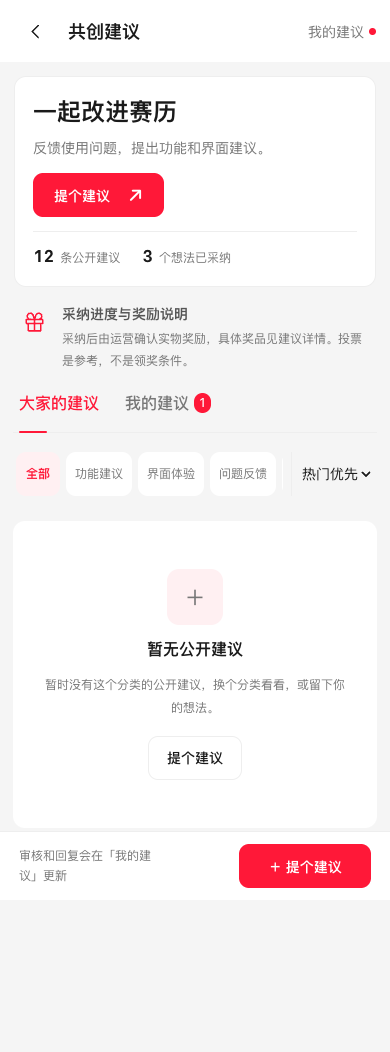 共创建议
我的建议
一起改进赛历
反馈使用问题，提出功能和界面建议。
提个建议
12 条公开建议 3 个想法已采纳
采纳进度与奖励说明
采纳后由运营确认实物奖励，具体奖品见建议详情。投票
是参考，不是领奖条件。
大家的建议 我的建议 1
全部 功能建议 界面体验 问题反馈 热门优先
暂无公开建议
暂时没有这个分类的公开建议，换个分类看看，或留下你
的想法。
提个建议
审核和回复会在「我的建
议」更新
+ 提个建议